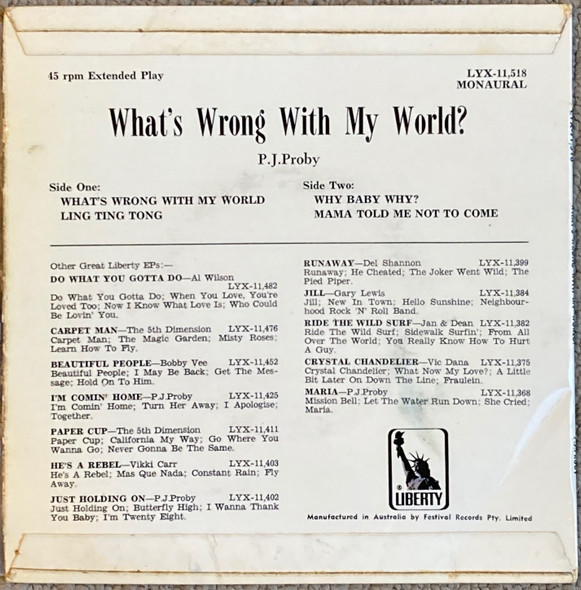 45 rpm Extended Play
LYX-11,518
MONAURAL
What's Wrong With My World?
P.J.Proby
Side One:
WHAT'S WRONG WITH MY WORLD
LING TING TONG
Side Two:
WHY BABY WHY?
MAMA TOLD ME NOT TO COME
Other Great Liberty EPs:—
DO WHAT YOU GOTTA DO—Al Wilson
LYX-11,482
Do What You Gotta Do; When You Love, You're
Loved Too; Now I Know What Love Is; Who Could
Be Lovin' You.
CARPET MAN—The 5th Dimension LYX-11,476
Carpet Man; The Magic Garden; Misty Roses;
Learn How To Fly.
BEAUTIFUL PEOPLE—Bobby Vee LYX-11,452
Beautiful People; I May Be Back; Get The Mes-
sage; Hold On To Him.
I'M COMIN' HOME—P.J.Proby LYX-11,425
I'm Comin' Home; Turn Her Away; I Apologise;
Together.
PAPER CUP—The 5th Dimension LYX-11,411
Paper Cup; California My Way; Go Where You
Wanna Go; Never Gonna Be The Same.
HE'S A REBEL—Vikki Carr LYX-11,403
He's A Rebel; Mas Que Nada; Constant Rain; Fly
Away.
JUST HOLDING ON—P.J.Proby LYX-11,402
Just Holding On; Butterfly High; I Wanna Thank
You Baby; I'm Twenty Eight.
RUNAWAY—Del Shannon LYX-11,399
Runaway; He Cheated; The Joker Went Wild; The
Pied Piper.
JILL—Gary Lewis LYX-11,384
Jill; New In Town; Hello Sunshine; Neighbour-
hood Rock 'N' Roll Band.
RIDE THE WILD SURF—Jan & Dean LYX-11,382
Ride The Wild Surf; Sidewalk Surfin'; From All
Over The World; You Really Know How To Hurt
A Guy.
CRYSTAL CHANDELIER—Vic Dana LYX-11,375
Crystal Chandelier; What Now My Love?; A Little
Bit Later On Down The Line; Fraulein.
MARIA—P.J.Proby LYX-11,368
Mission Bell; Let The Water Run Down; She Cried;
Maria.
®
LIBERTY
Manufactured in Australia by Festival Records Pty. Limited